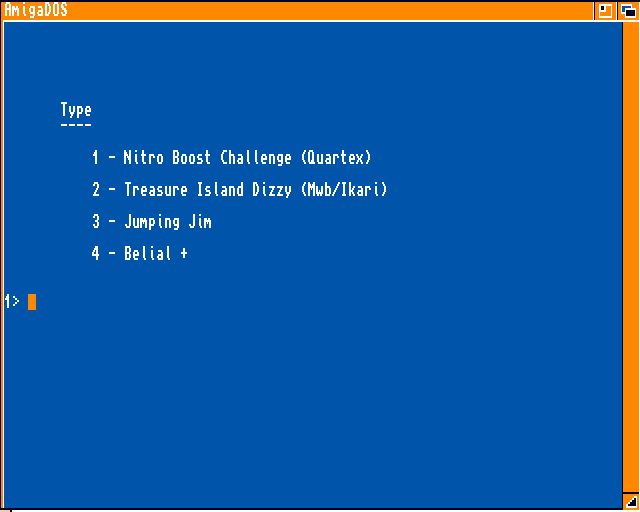 AmigaDOS
Type
----
1 - Nitro Boost Challenge (Quartex)
2 - Treasure Island Dizzy (Mwb/Ikari)
3 - Jumping Jim
4 - Belial +
1>